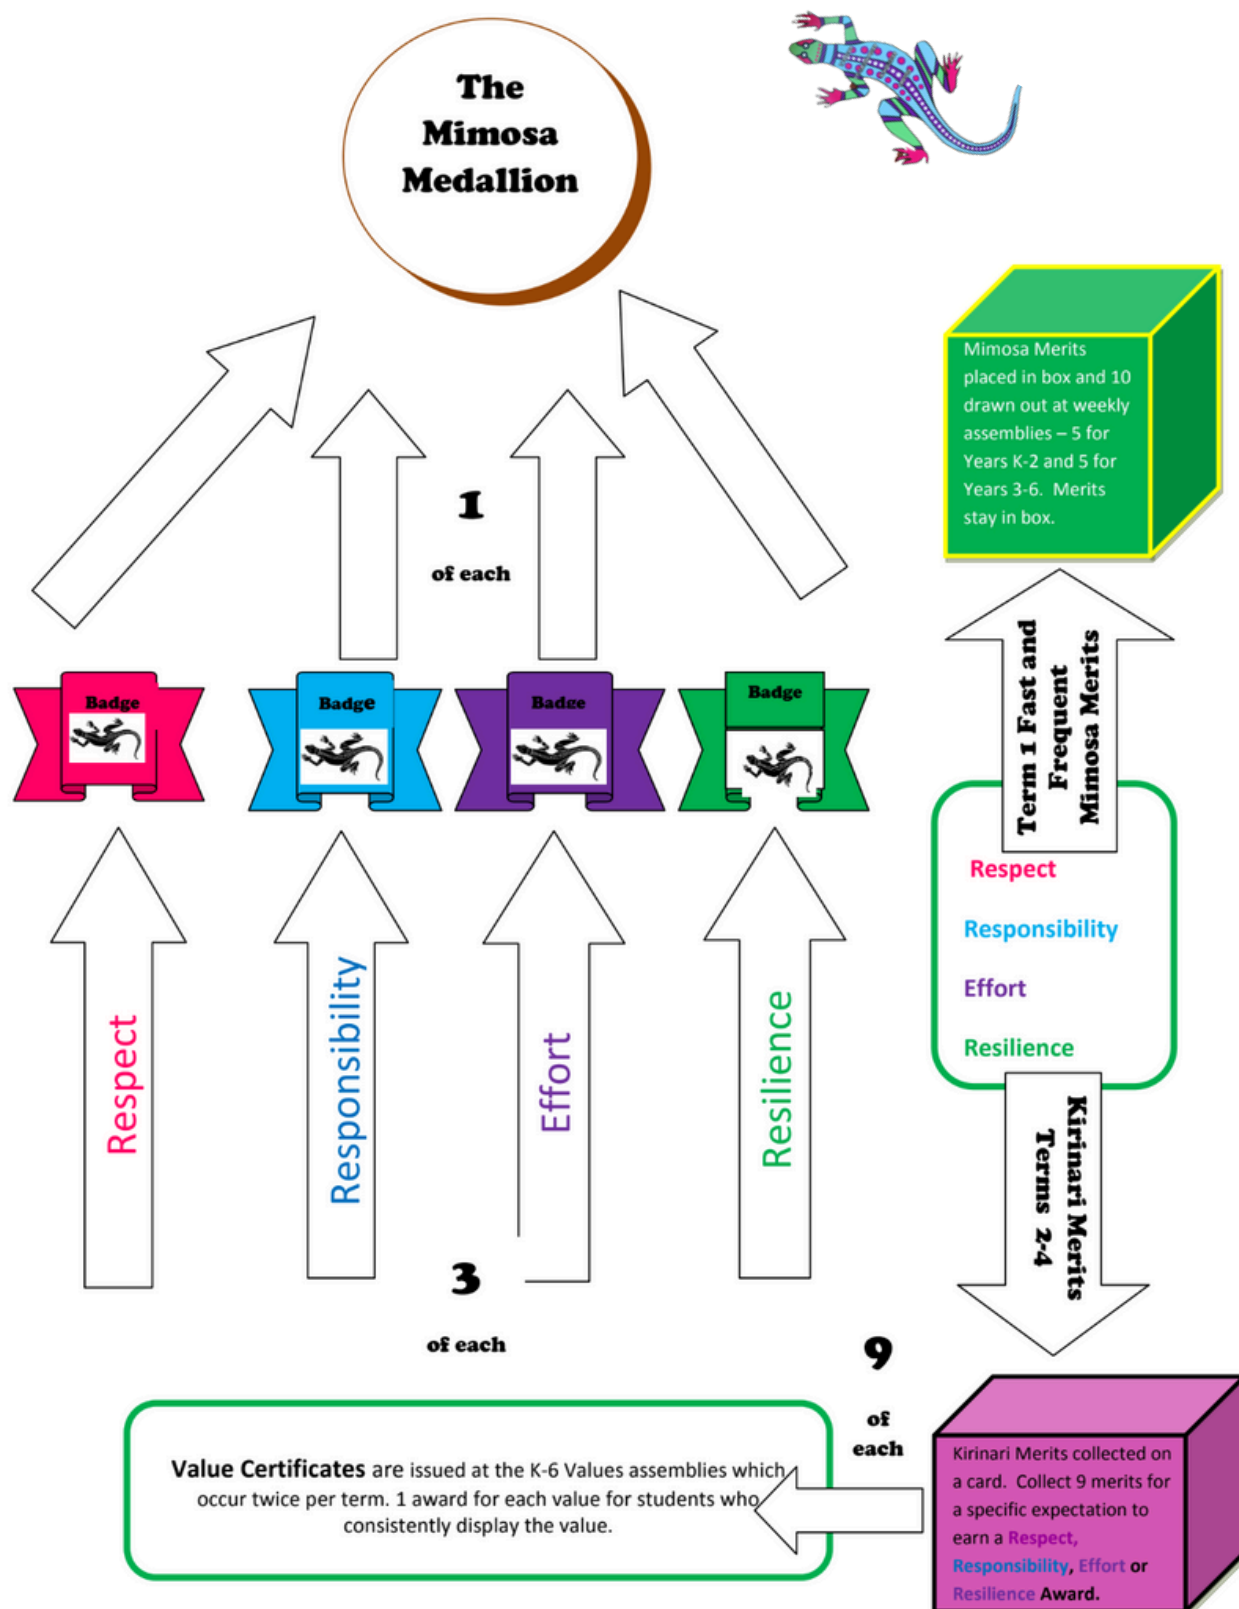 The
Mimosa
Medallion
Mimosa Merits
placed in box and 10
drawn out at weekly
assemblies – 5 for
Years K-2 and 5 for
Years 3-6.  Merits
stay in box.
1
of each
Term 1 Fast and
Frequent
Mimosa Merits
Badge
Badge
Badge
Badge
Respect
Responsibility
Effort
Resilience
Respect
Responsibility
Effort
Resilience
Kirinari Merits
Terms 2-4
3
of each
9
of
each
Value Certificates are issued at the K-6 Values assemblies which
occur twice per term. 1 award for each value for students who
consistently display the value.
Kirinari Merits collected on
a card.  Collect 9 merits for
a specific expectation to
earn a Respect,
Responsibility, Effort or
Resilience Award.